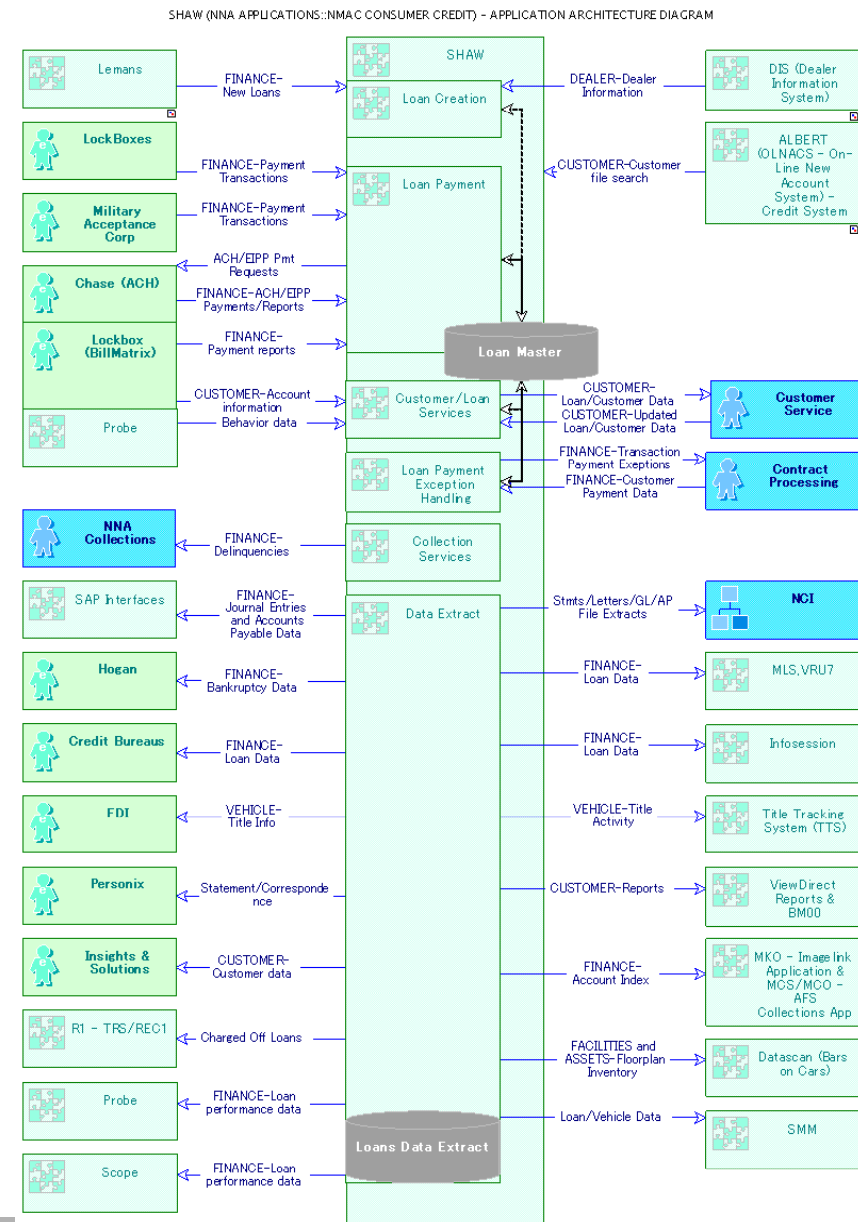 SHAW (NNA APPLICATIONS::NMAC CONSUMER CREDIT) - APPLICATION ARCHITECTURE DIAGRAM
Lemans
FINANCE-
New Loans
SHAW
Loan Creation
DEALER-Dealer
Information
DIS (Dealer
Information
System)
LockBoxes
FINANCE-Payment
Transactions
Loan Payment
CUSTOMER-Customer
file search
ALBERT
(OLNACS - On-
Line New
Account
System) -
Credit System
Military
Acceptance
Corp
FINANCE-Payment
Transactions
Chase (ACH)
ACH/EIPP Pmt
Requests
FINANCE-ACH/EIPP
Payments/Reports
Lockbox
(BillMatrix)
FINANCE-
Payment reports
Loan Master
CUSTOMER-Account
information
Behavior data
Probe
Customer/Loan
Services
CUSTOMER-
Loan/Customer Data
CUSTOMER-Updated
Loan/Customer Data
Customer
Service
Loan Payment
Exception
Handling
FINANCE-Transaction
Payment Exeptions
FINANCE-Customer
Payment Data
Contract
Processing
NNA
Collections
FINANCE-
Delinquencies
Collection
Services
SAP Interfaces
FINANCE-
Journal Entries
and Accounts
Payable Data
Data Extract
Stmts/Letters/GL/AP
File Extracts
NCI
Hogan
FINANCE-
Bankruptcy Data
FINANCE-
Loan Data
MLS,VRU7
Credit Bureaus
FINANCE-
Loan Data
FINANCE-
Loan Data
Infosession
FDI
VEHICLE-
Title Info
VEHICLE-Title
Activity
Title Tracking
System (TTS)
Personix
Statement/Corresponde
nce
CUSTOMER-Reports
ViewDirect
Reports &
BM00
Insights &
Solutions
CUSTOMER-
Customer data
FINANCE-
Account Index
MKO - Imagelink
Application &
MCS/MCO -
AFS
Collections App
R1 - TRS/REC1
Charged Off Loans
FACILITIES and
ASSETS-Floorplan
Inventory
Datascan (Bars
on Cars)
Probe
FINANCE-Loan
performance data
Loan/Vehicle Data
SMM
Loans Data Extract
Scope
FINANCE-Loan
performance data